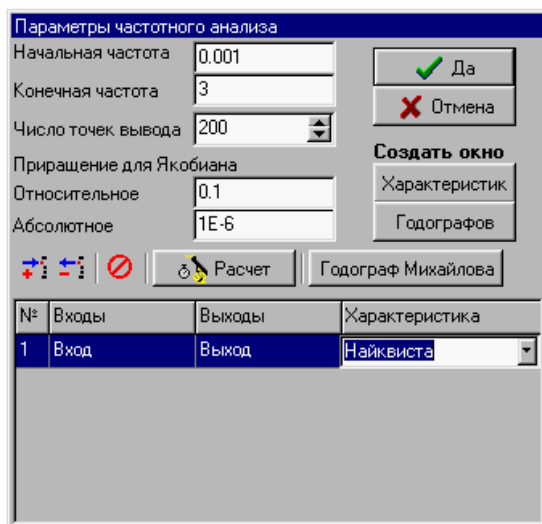 Параметры частотного анализа
Начальная частота 0.001
Конечная частота 3
Число точек вывода 200
Приращение для Якобиана
Относительное 0.1
Абсолютное 1E-6
Да
Отмена
Создать окно
Характеристик
Годографов
Расчет Годограф Михайлова
№ Входы Выходы Характеристика
1 Вход Выход Найквиста